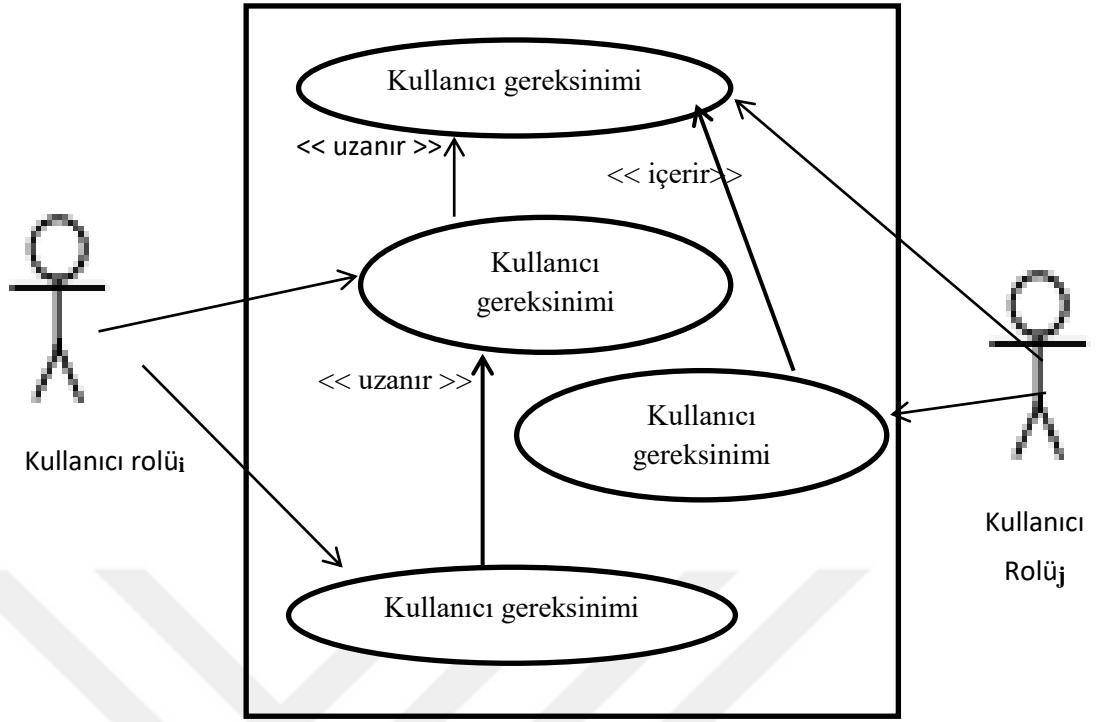 Kullanıcı gereksinimi
<< uzanır >>
<< içerir>>
Kullanıcı
gereksinimi
<< uzanır >>
Kullanıcı
gereksinimi
Kullanıcı rolüi
Kullanıcı
Rolüj
Kullanıcı gereksinimi